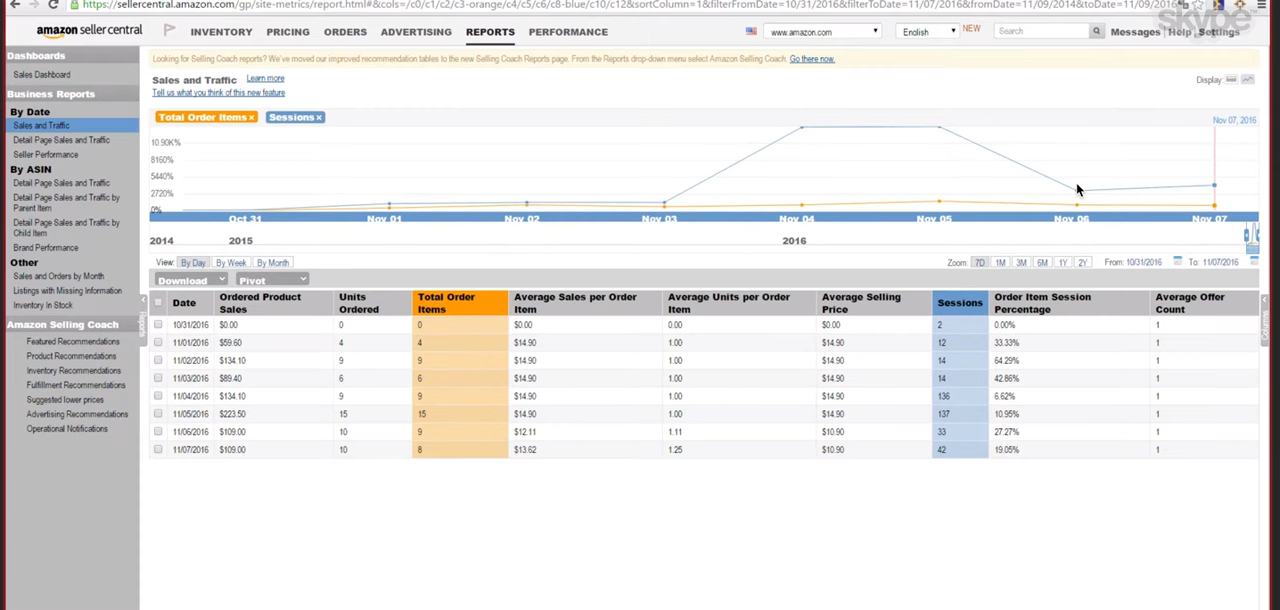 https://sellercentral.amazon.com/gp/site-metrics/report.html#&cols=/c0/c1/c2/c3-orange/c4/c5/c6/c8-blue/c10/c12&sortColumn=1&filterFromDate=10/31/2016&filterToDate=11/07/2016&fromDate=11/09/2014&toDate=11/09/2016
skype
amazon seller central INVENTORY PRICING ORDERS ADVERTISING REPORTS PERFORMANCE www.amazon.com English NEW Search Messages | Help | Settings
Dashboards
Sales Dashboard
Business Reports
By Date
Sales and Traffic
Detail Page Sales and Traffic
Seller Performance
By ASIN
Detail Page Sales and Traffic
Detail Page Sales and Traffic by
Parent Item
Detail Page Sales and Traffic by
Child Item
Brand Performance
Other
Sales and Orders by Month
Listings with Missing Information
Inventory In Stock
Amazon Selling Coach
Featured Recommendations
Product Recommendations
Inventory Recommendations
Fulfillment Recommendations
Suggested lower prices
Advertising Recommendations
Operational Notifications
Reports
Looking for Selling Coach reports? We've moved our improved recommendation tables to the new Selling Coach Reports page. From the Reports drop-down menu select Amazon Selling Coach. Go there now.
Sales and Traffic Learn more Display:
Tell us what you think of this new feature
Total Order Items × Sessions ×
Nov 07, 2016
10.90K%
8160%
5440%
2720%
0%
Oct 31 Nov 01 Nov 02 Nov 03 Nov 04 Nov 05 Nov 06 Nov 07
2014 2015 2016
View: By Day By Week By Month Zoom: 7D 1M 3M 6M 1Y 2Y From: 10/31/2016 To: 11/07/2016
Download Pivot
Date Ordered Product Sales Units Ordered Total Order Items Average Sales per Order Item Average Units per Order Item Average Selling Price Sessions Order Item Session Percentage Average Offer Count
10/31/2016 $0.00 0 0 $0.00 0.00 $0.00 2 0.00% 1
11/01/2016 $59.60 4 4 $14.90 1.00 $14.90 12 33.33% 1
11/02/2016 $134.10 9 9 $14.90 1.00 $14.90 14 64.29% 1
11/03/2016 $89.40 6 6 $14.90 1.00 $14.90 14 42.86% 1
11/04/2016 $134.10 9 9 $14.90 1.00 $14.90 136 6.62% 1
11/05/2016 $223.50 15 15 $14.90 1.00 $14.90 137 10.95% 1
11/06/2016 $109.00 10 9 $12.11 1.11 $10.90 33 27.27% 1
11/07/2016 $109.00 10 8 $13.62 1.25 $10.90 42 19.05% 1